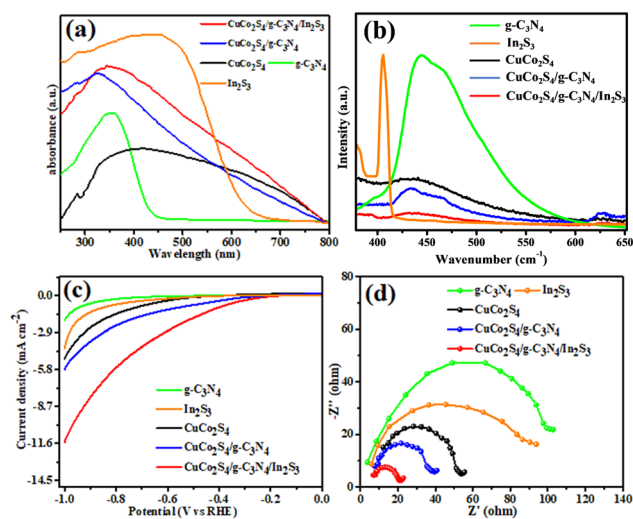 (a)
CuCo₂S₄/g-C₃N₄/In₂S₃
CuCo₂S₄/g-C₃N₄
CuCo₂S₄ g-C₃N₄
In₂S₃
absorbance (a.u.)
300 400 500 600 700 800
Wavelength (nm)
(b)
g-C₃N₄
In₂S₃
CuCo₂S₄
CuCo₂S₄/g-C₃N₄
CuCo₂S₄/g-C₃N₄/In₂S₃
Intensity (a.u.)
400 450 500 550 600 650
Wavenumber (cm⁻¹)
(c)
0.0
-2.9
-5.8
-8.7
-11.6
-14.5
Current density (mA cm⁻²)
g-C₃N₄
In₂S₃
CuCo₂S₄
CuCo₂S₄/g-C₃N₄
CuCo₂S₄/g-C₃N₄/In₂S₃
-1.0 -0.8 -0.6 -0.4 -0.2 0.0
Potential (V vs RHE)
(d)
-80
-60
-40
-20
0
-Z'' (ohm)
g-C₃N₄ In₂S₃
CuCo₂S₄
CuCo₂S₄/g-C₃N₄
CuCo₂S₄/g-C₃N₄/In₂S₃
0 20 40 60 80 100 120 140
Z' (ohm)